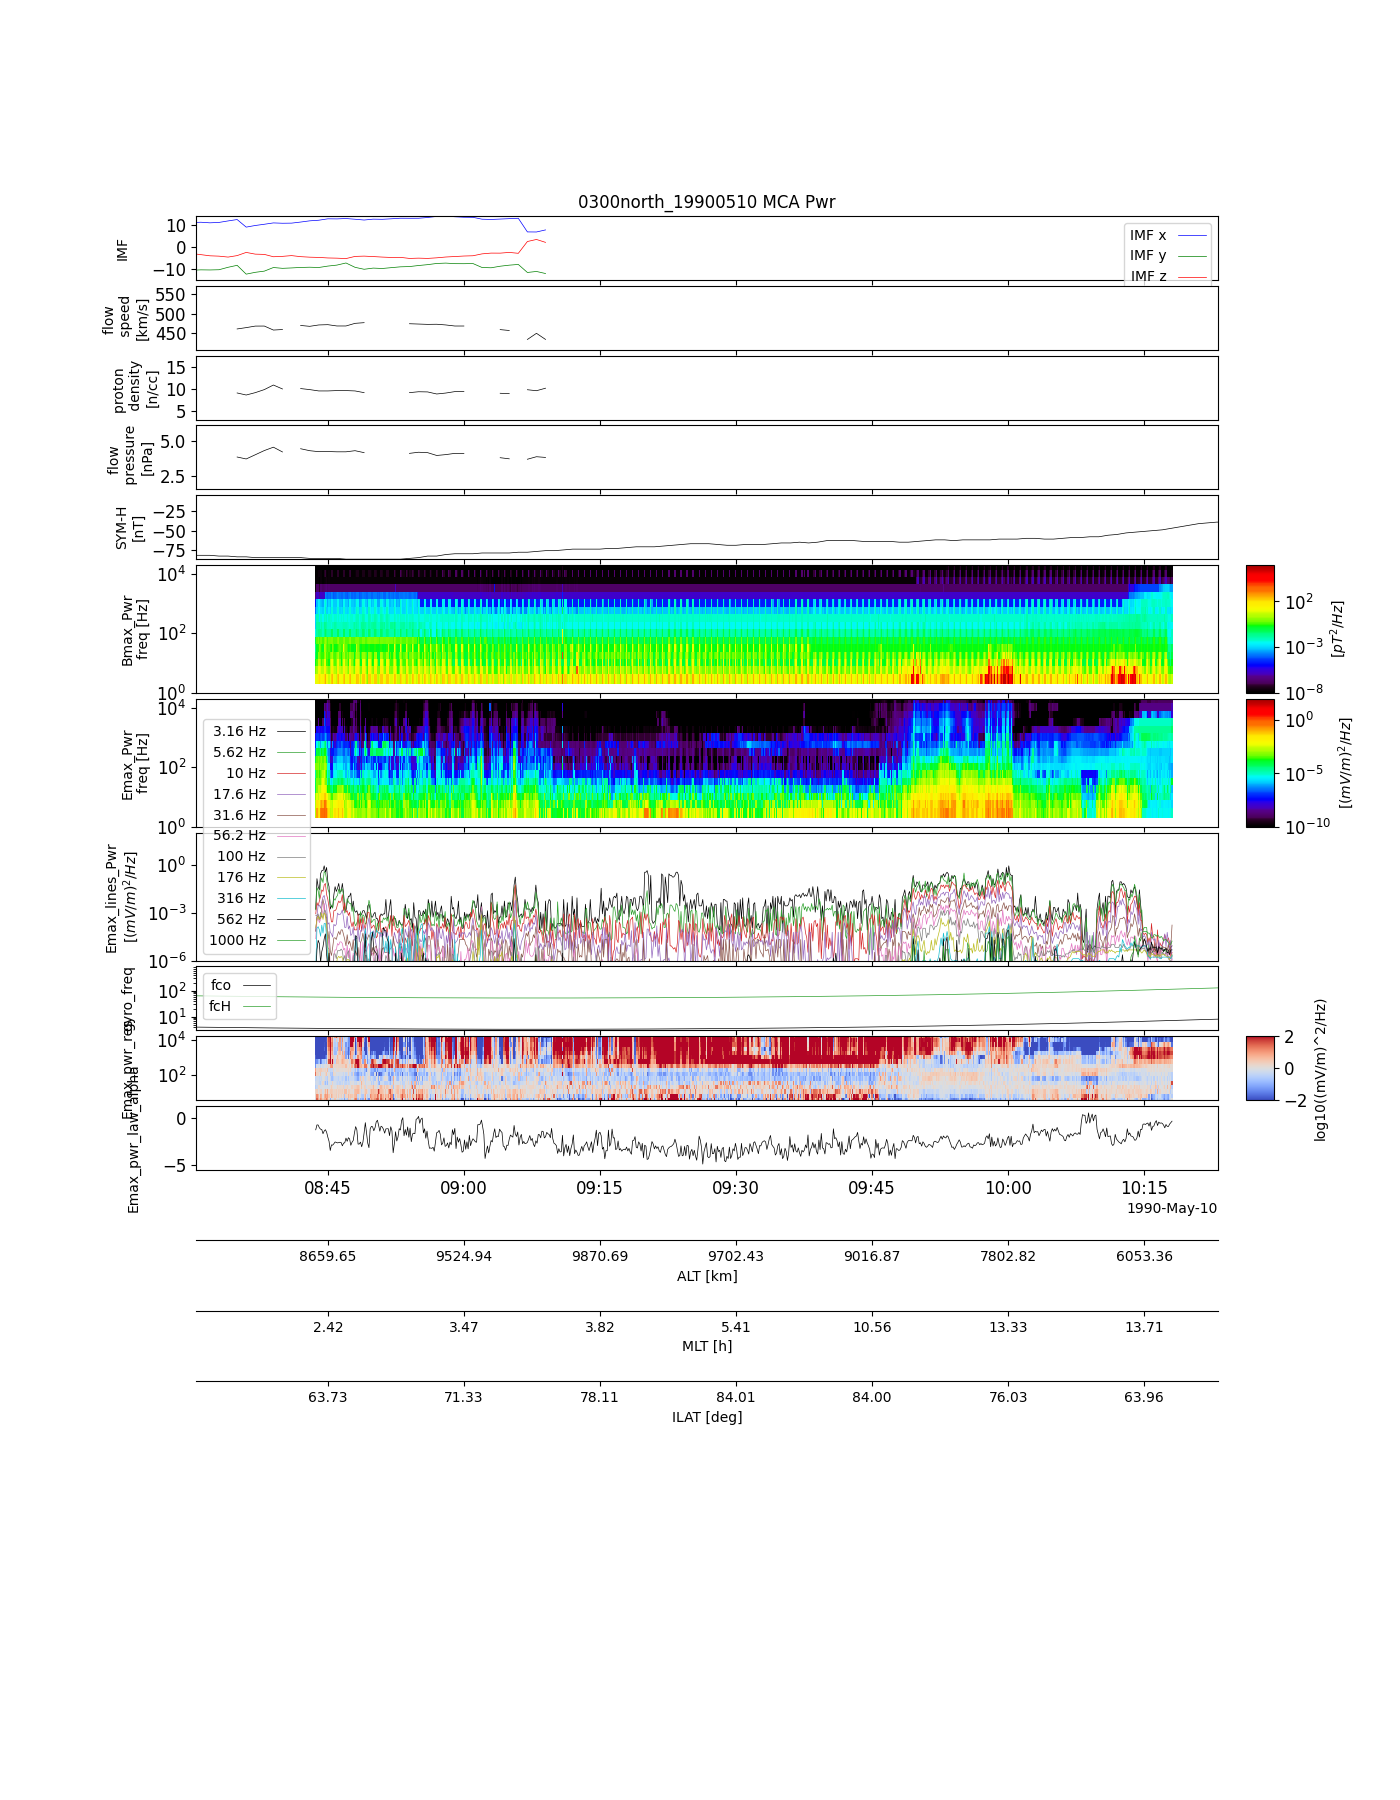 0300north_19900510 MCA Pwr
10
0
−10
IMF
IMF x
IMF y
IMF z
550
500
450
flow
speed
[km/s]
15
10
5
proton
density
[n/cc]
5.0
2.5
flow
pressure
[nPa]
−25
−50
−75
SYM-H
[nT]
10^4
10^2
10^0
Bmax_Pwr
freq [Hz]
10^2
10^−3
10^−8
[pT^2/Hz]
10^4
10^2
10^0
Emax_Pwr
freq [Hz]
10^0
10^−5
10^−10
[(mV/m)^2/Hz]
3.16 Hz
5.62 Hz
10 Hz
17.6 Hz
31.6 Hz
56.2 Hz
100 Hz
176 Hz
316 Hz
562 Hz
1000 Hz
10^0
10^−3
10^−6
Emax_lines_Pwr
[(mV/m)^2/Hz]
10^2
10^1
gyro_freq
fco
fcH
10^4
10^2
Emax_pwr_res
2
0
−2
log10((mV/m)^2/Hz)
0
−5
Emax_pwr_law_alpha
08:45 09:00 09:15 09:30 09:45 10:00 10:15
1990-May-10
8659.65 9524.94 9870.69 9702.43 9016.87 7802.82 6053.36
ALT [km]
2.42 3.47 3.82 5.41 10.56 13.33 13.71
MLT [h]
63.73 71.33 78.11 84.01 84.00 76.03 63.96
ILAT [deg]